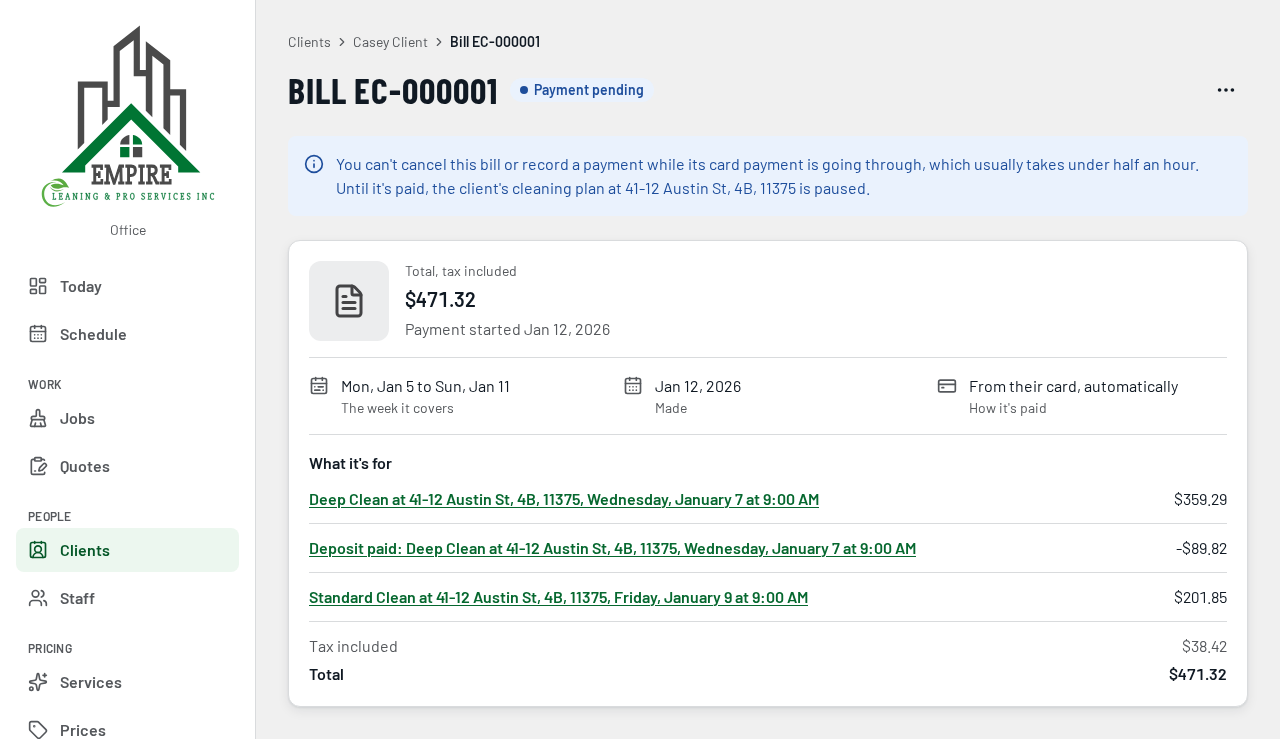 EMPIRE
LEANING & PRO SERVICES INC
Office
Today
Schedule
WORK
Jobs
Quotes
PEOPLE
Clients
Staff
PRICING
Services
Prices
Clients > Casey Client > Bill EC-000001
BILL EC-000001
Payment pending
You can't cancel this bill or record a payment while its card payment is going through, which usually takes under half an hour.
Until it's paid, the client's cleaning plan at 41-12 Austin St, 4B, 11375 is paused.
Total, tax included
$471.32
Payment started Jan 12, 2026
Mon, Jan 5 to Sun, Jan 11
The week it covers
Jan 12, 2026
Made
From their card, automatically
How it's paid
What it's for
Deep Clean at 41-12 Austin St, 4B, 11375, Wednesday, January 7 at 9:00 AM $359.29
Deposit paid: Deep Clean at 41-12 Austin St, 4B, 11375, Wednesday, January 7 at 9:00 AM -$89.82
Standard Clean at 41-12 Austin St, 4B, 11375, Friday, January 9 at 9:00 AM $201.85
Tax included $38.42
Total $471.32